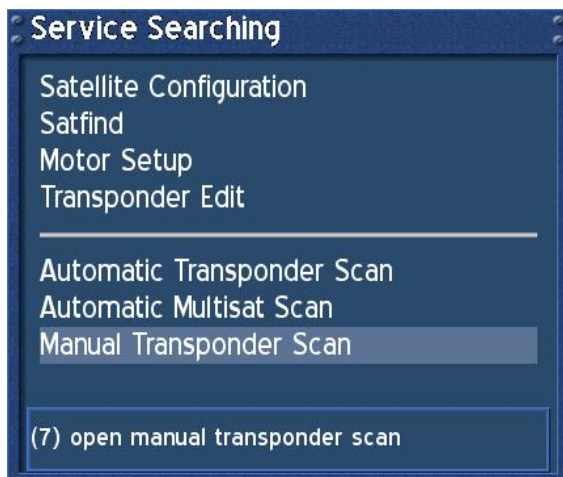 Service Searching
Satellite Configuration
Satfind
Motor Setup
Transponder Edit
Automatic Transponder Scan
Automatic Multisat Scan
Manual Transponder Scan
(7) open manual transponder scan